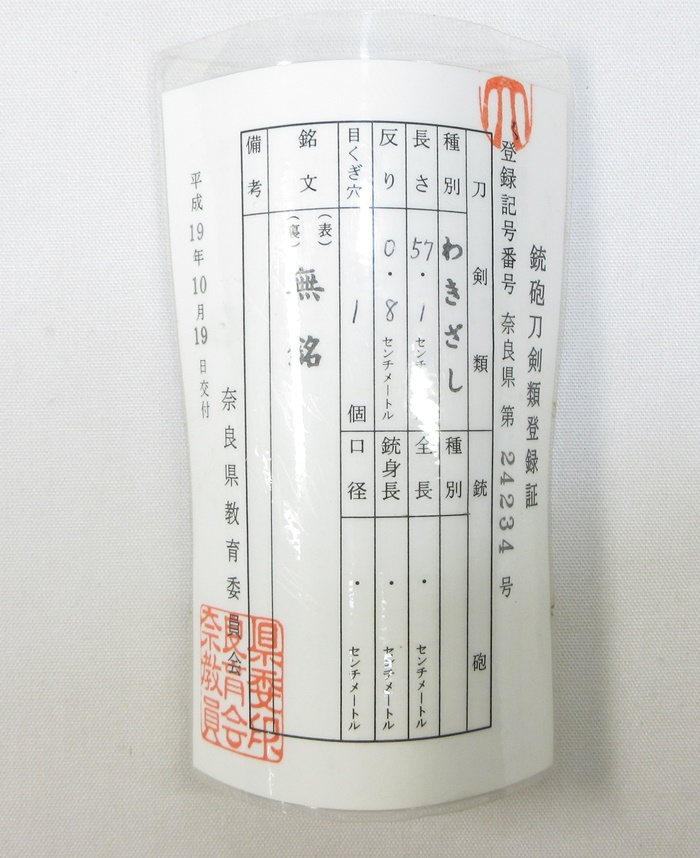 銃砲刀剣類登録証
登録記号番号 奈良県 第 24234 号
刀剣類
銃砲
種別 わきざし
種別
長さ 57・1 センチ
全長 ・ センチメートル
反り 0・8 センチメートル
銃身長 ・ センチメートル
目くぎ穴 1 個
口径 ・ センチメートル
銘文 (表) (裏) 無銘
備考
平成19年10月19日交付
奈良県教育委員会
奈良県教育委員会印